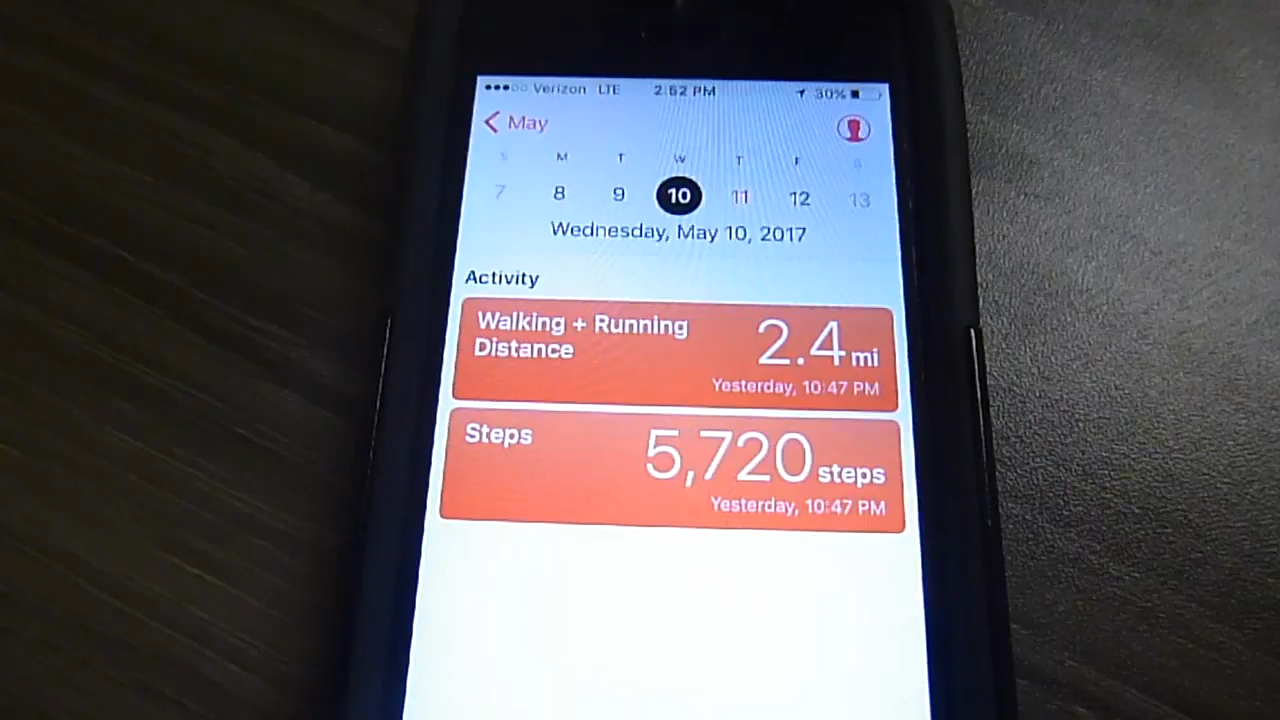 Verizon LTE 2:52 PM 30%
May
S M T W T F S
7 8 9 10 11 12 13
Wednesday, May 10, 2017
Activity
Walking + Running
Distance
2.4 mi
Yesterday, 10:47 PM
Steps
5,720 steps
Yesterday, 10:47 PM